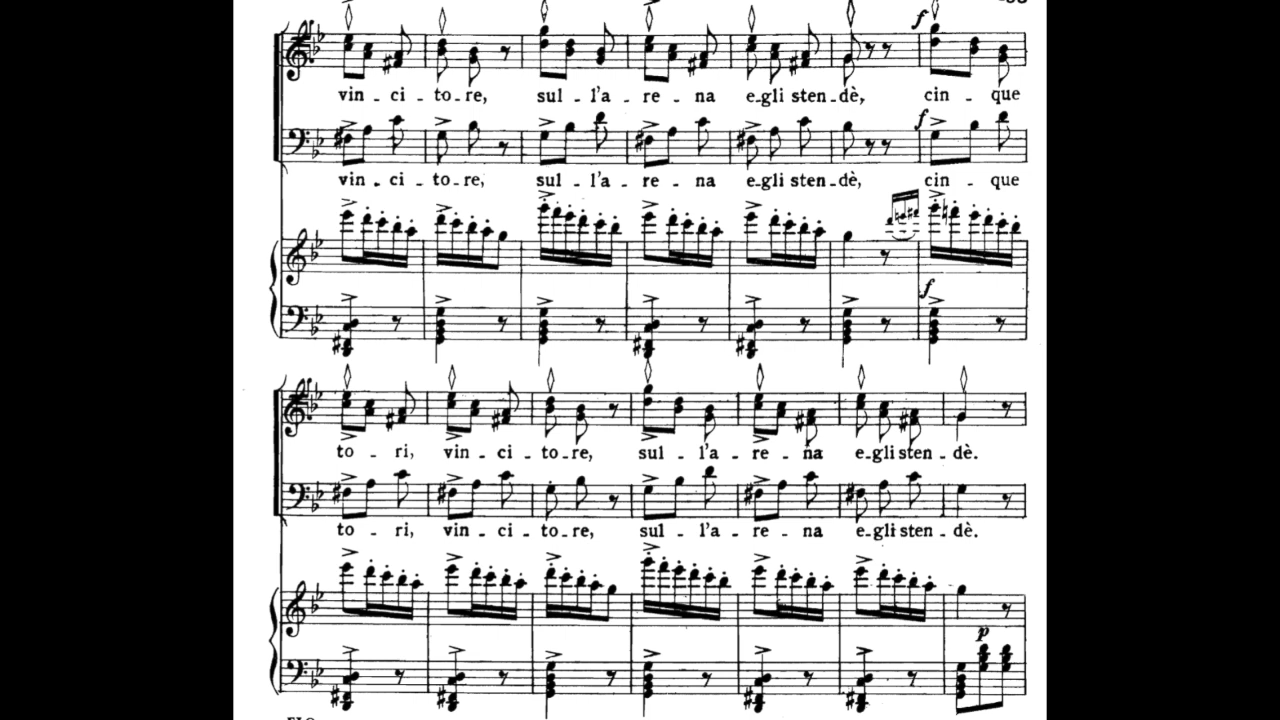 f
vin - ci - to - re, sul - l'a - re - na e - gli sten - dè, cin - que
f
vin - ci - to - re, sul - l'a - re - na e - gli sten - dè, cin - que
f
to - ri, vin - ci - to - re, sul - l'a - re - na e - gli sten - dè.
to - ri, vin - ci - to - re, sul - l'a - re - na e - gli sten - dè.
p